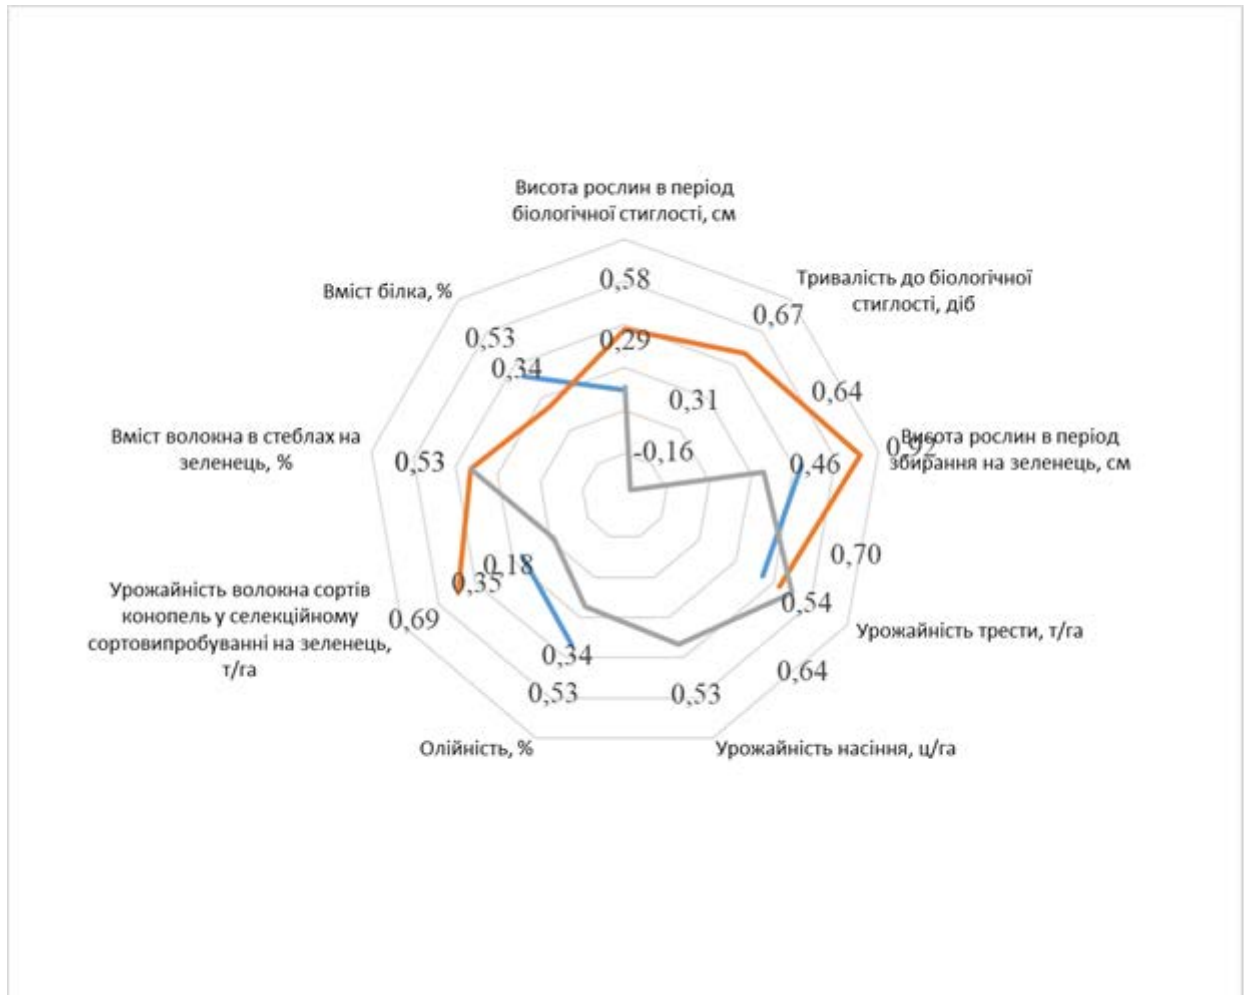 Висота рослин в період
біологічної стиглості, см
Тривалість до біологічної
стиглості, діб
Вміст білка, %
0,58
0,67
0,53
0,29
0,34
0,31
0,64
Висота рослин в період
збирання на зеленець, см
0,92
Вміст волокна в стеблах на
зеленець, %
0,53
-0,16
0,46
0,70
0,18
0,35
0,54
Урожайність волокна сортів
конопель у селекційному
сортовипробуванні на зеленець,
т/га
0,69
Урожайність трести, т/га
0,34
0,64
0,53
0,53
Олійність, %
Урожайність насіння, ц/га